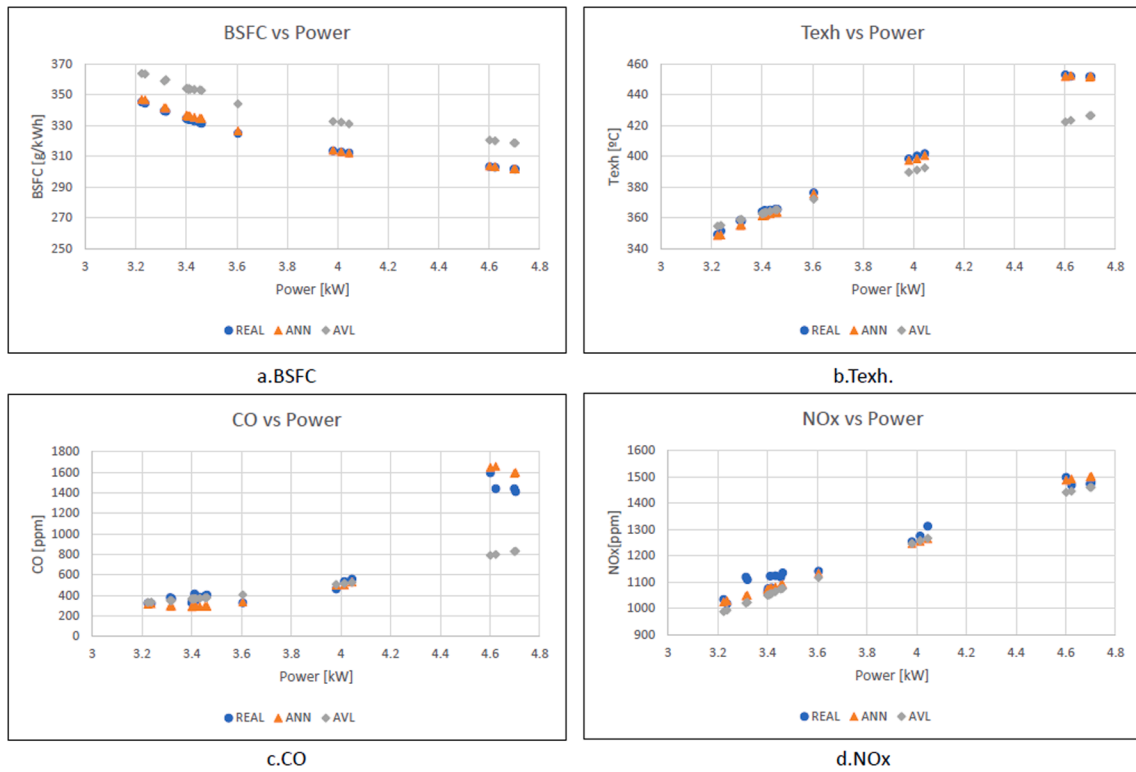 BSFC vs Power
BSFC [g/kWh]
370
350
330
310
290
270
250
3 3.2 3.4 3.6 3.8 4 4.2 4.4 4.6 4.8
Power [kW]
REAL ANN AVL
a.BSFC
Texh vs Power
Texh [ºC]
460
440
420
400
380
360
340
3 3.2 3.4 3.6 3.8 4 4.2 4.4 4.6 4.8
Power [kW]
REAL ANN AVL
b.Texh.
CO vs Power
CO [ppm]
1800
1600
1400
1200
1000
800
600
400
200
0
3 3.2 3.4 3.6 3.8 4 4.2 4.4 4.6 4.8
Power [kW]
REAL ANN AVL
c.CO
NOx vs Power
NOx[ppm]
1600
1500
1400
1300
1200
1100
1000
900
3 3.2 3.4 3.6 3.8 4 4.2 4.4 4.6 4.8
Power [kW]
REAL ANN AVL
d.NOx